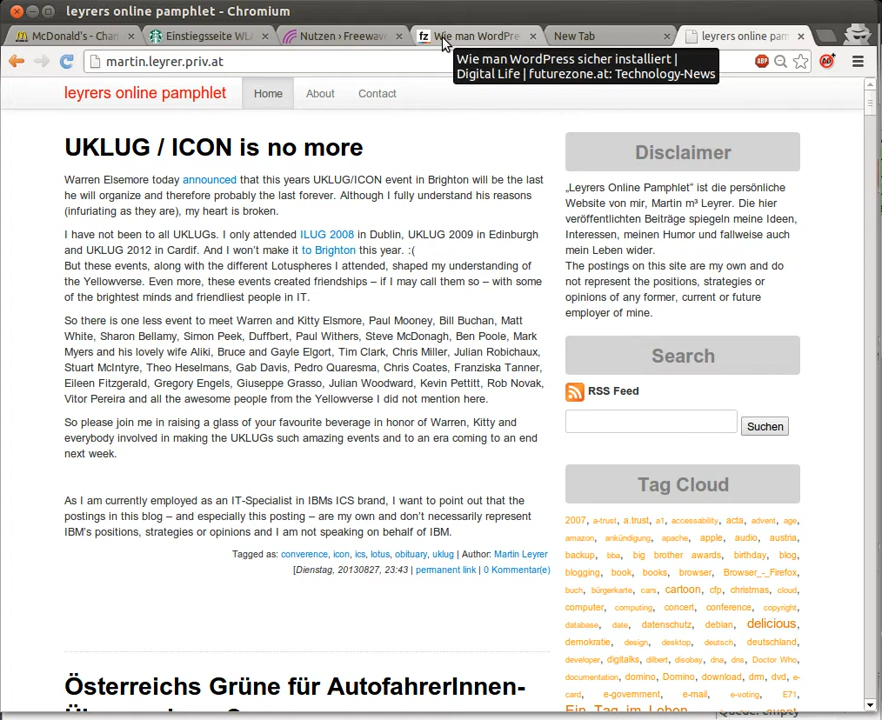 leyrers online pamphlet - Chromium
McDonald's - Chan
Einstiegsseite WLA
Nutzen › Freewave
fz Wie man WordPre
New Tab
leyrers online pam
martin.leyrer.priv.at
Wie man WordPress sicher installiert |
Digital Life | futurezone.at: Technology-News
ABP
leyrers online pamphlet Home About Contact
UKLUG / ICON is no more
Warren Elsemore today announced that this years UKLUG/ICON event in Brighton will be the last
he will organize and therefore probably the last forever. Although I fully understand his reasons
(infuriating as they are), my heart is broken.
I have not been to all UKLUGs. I only attended ILUG 2008 in Dublin, UKLUG 2009 in Edinburgh
and UKLUG 2012 in Cardif. And I won't make it to Brighton this year. :(
But these events, along with the different Lotuspheres I attended, shaped my understanding of
the Yellowverse. Even more, these events created friendships – if I may call them so – with some
of the brightest minds and friendliest people in IT.
So there is one less event to meet Warren and Kitty Elsmore, Paul Mooney, Bill Buchan, Matt
White, Sharon Bellamy, Simon Peek, Duffbert, Paul Withers, Steve McDonagh, Ben Poole, Mark
Myers and his lovely wife Aliki, Bruce and Gayle Elgort, Tim Clark, Chris Miller, Julian Robichaux,
Stuart McIntyre, Theo Heselmans, Gab Davis, Pedro Quaresma, Chris Coates, Franziska Tanner,
Eileen Fitzgerald, Gregory Engels, Giuseppe Grasso, Julian Woodward, Kevin Pettitt, Rob Novak,
Vitor Pereira and all the awesome people from the Yellowverse I did not mention here.
So please join me in raising a glass of your favourite beverage in honor of Warren, Kitty and
everybody involved in making the UKLUGs such amazing events and to an era coming to an end
next week.
As I am currently employed as an IT-Specialist in IBMs ICS brand, I want to point out that the
postings in this blog – and especially this posting – are my own and don't necessarily represent
IBM's positions, strategies or opinions and I am not speaking on behalf of IBM.
Tagged as: converence, icon, ics, lotus, obituary, uklug | Author: Martin Leyrer
[Dienstag, 20130827, 23:43 | permanent link | 0 Kommentar(e)
Österreichs Grüne für AutofahrerInnen-
Disclaimer
„Leyrers Online Pamphlet" ist die persönliche
Website von mir, Martin m³ Leyrer. Die hier
veröffentlichten Beiträge spiegeln meine Ideen,
Interessen, meinen Humor und fallweise auch
mein Leben wider.
The postings on this site are my own and do
not represent the positions, strategies or
opinions of any former, current or future
employer of mine.
Search
RSS Feed
Suchen
Tag Cloud
2007, a-trust, a.trust, a1, accessability, acta, advent, age,
amazon, ankündigung, apache, apple, audio, austria,
backup, bba, big brother awards, birthday, blog,
blogging, book, books, browser, Browser_-_Firefox,
buch, bürgerkarte, cars, cartoon, cfp, christmas, cloud,
computer, computing, concert, conference, copyright,
database, date, datenschutz, debian, delicious,
demokratie, design, desktop, deutsch, deutschland,
developer, digitalks, dilbert, disobay, dna, dns, Doctor Who,
documentation, domino, Domino, download, drm, dvd, e-
card, e-government, e-mail, e-voting, E71,
Ein Tag im Leben
Queue: empty